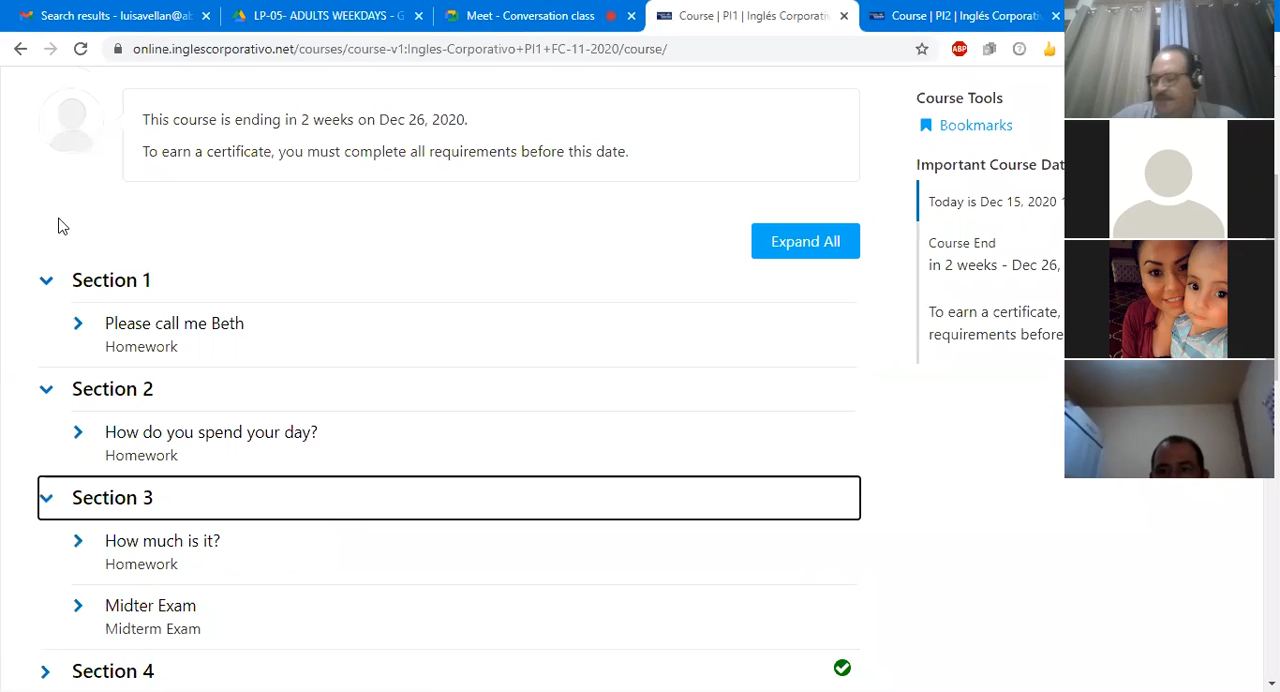 Search results - luisavellan@ab
LP-05- ADULTS WEEKDAYS - G
Meet - Conversation class
Course | PI1 | Inglés Corporativ
Course | PI2 | Inglés Corporati
online.inglescorporativo.net/courses/course-v1:Ingles-Corporativo+PI1+FC-11-2020/course/
ABP
This course is ending in 2 weeks on Dec 26, 2020.
To earn a certificate, you must complete all requirements before this date.
Expand All
Section 1
Please call me Beth
Homework
Section 2
How do you spend your day?
Homework
Section 3
How much is it?
Homework
Midter Exam
Midterm Exam
Section 4
Course Tools
Bookmarks
Important Course Dat
Today is Dec 15, 2020 1
Course End
in 2 weeks - Dec 26,
To earn a certificate,
requirements before